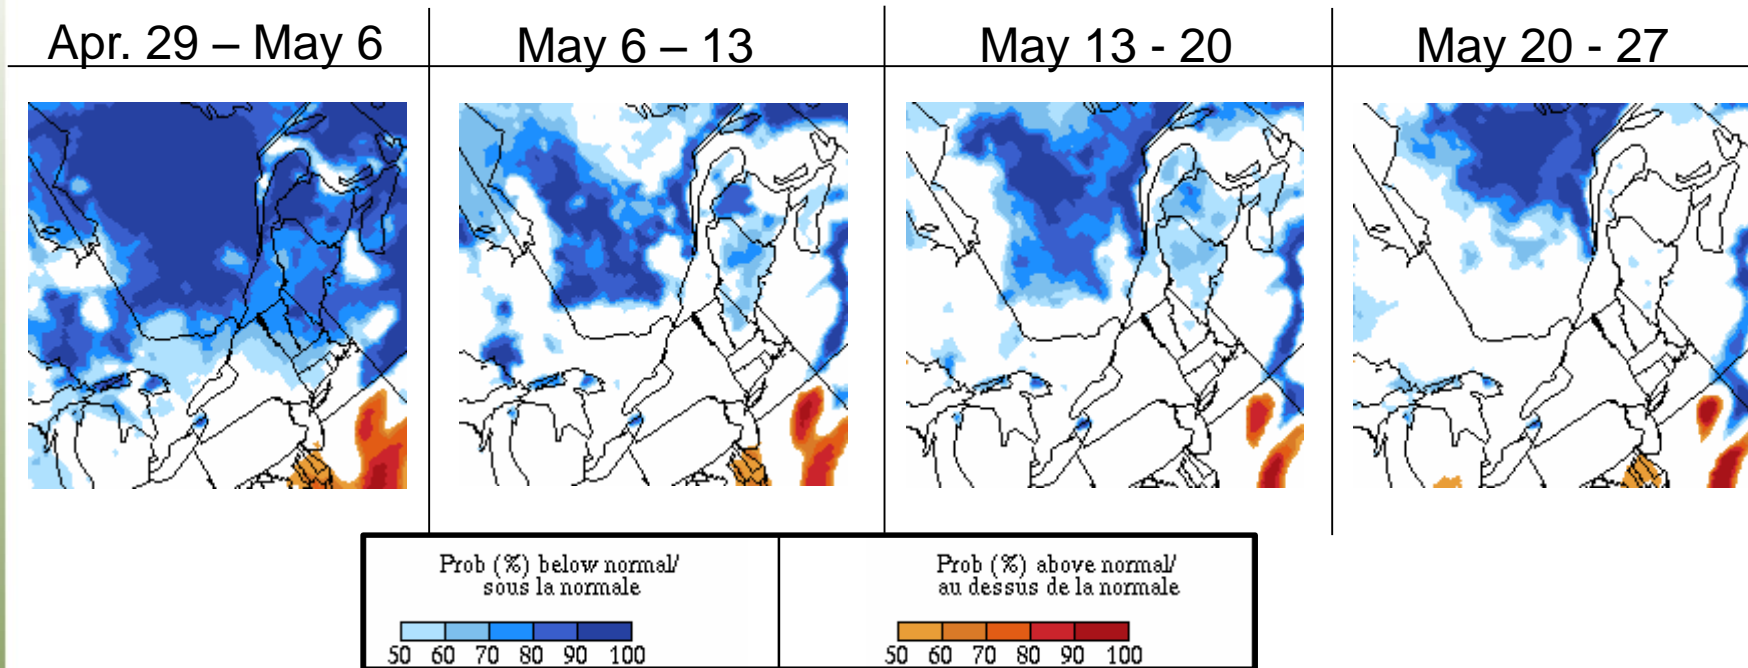 Apr. 29 – May 6
May 6 – 13
May 13 - 20
May 20 - 27
Prob (%) below normal/
sous la normale
50 60 70 80 90 100
Prob (%) above normal/
au dessus de la normale
50 60 70 80 90 100